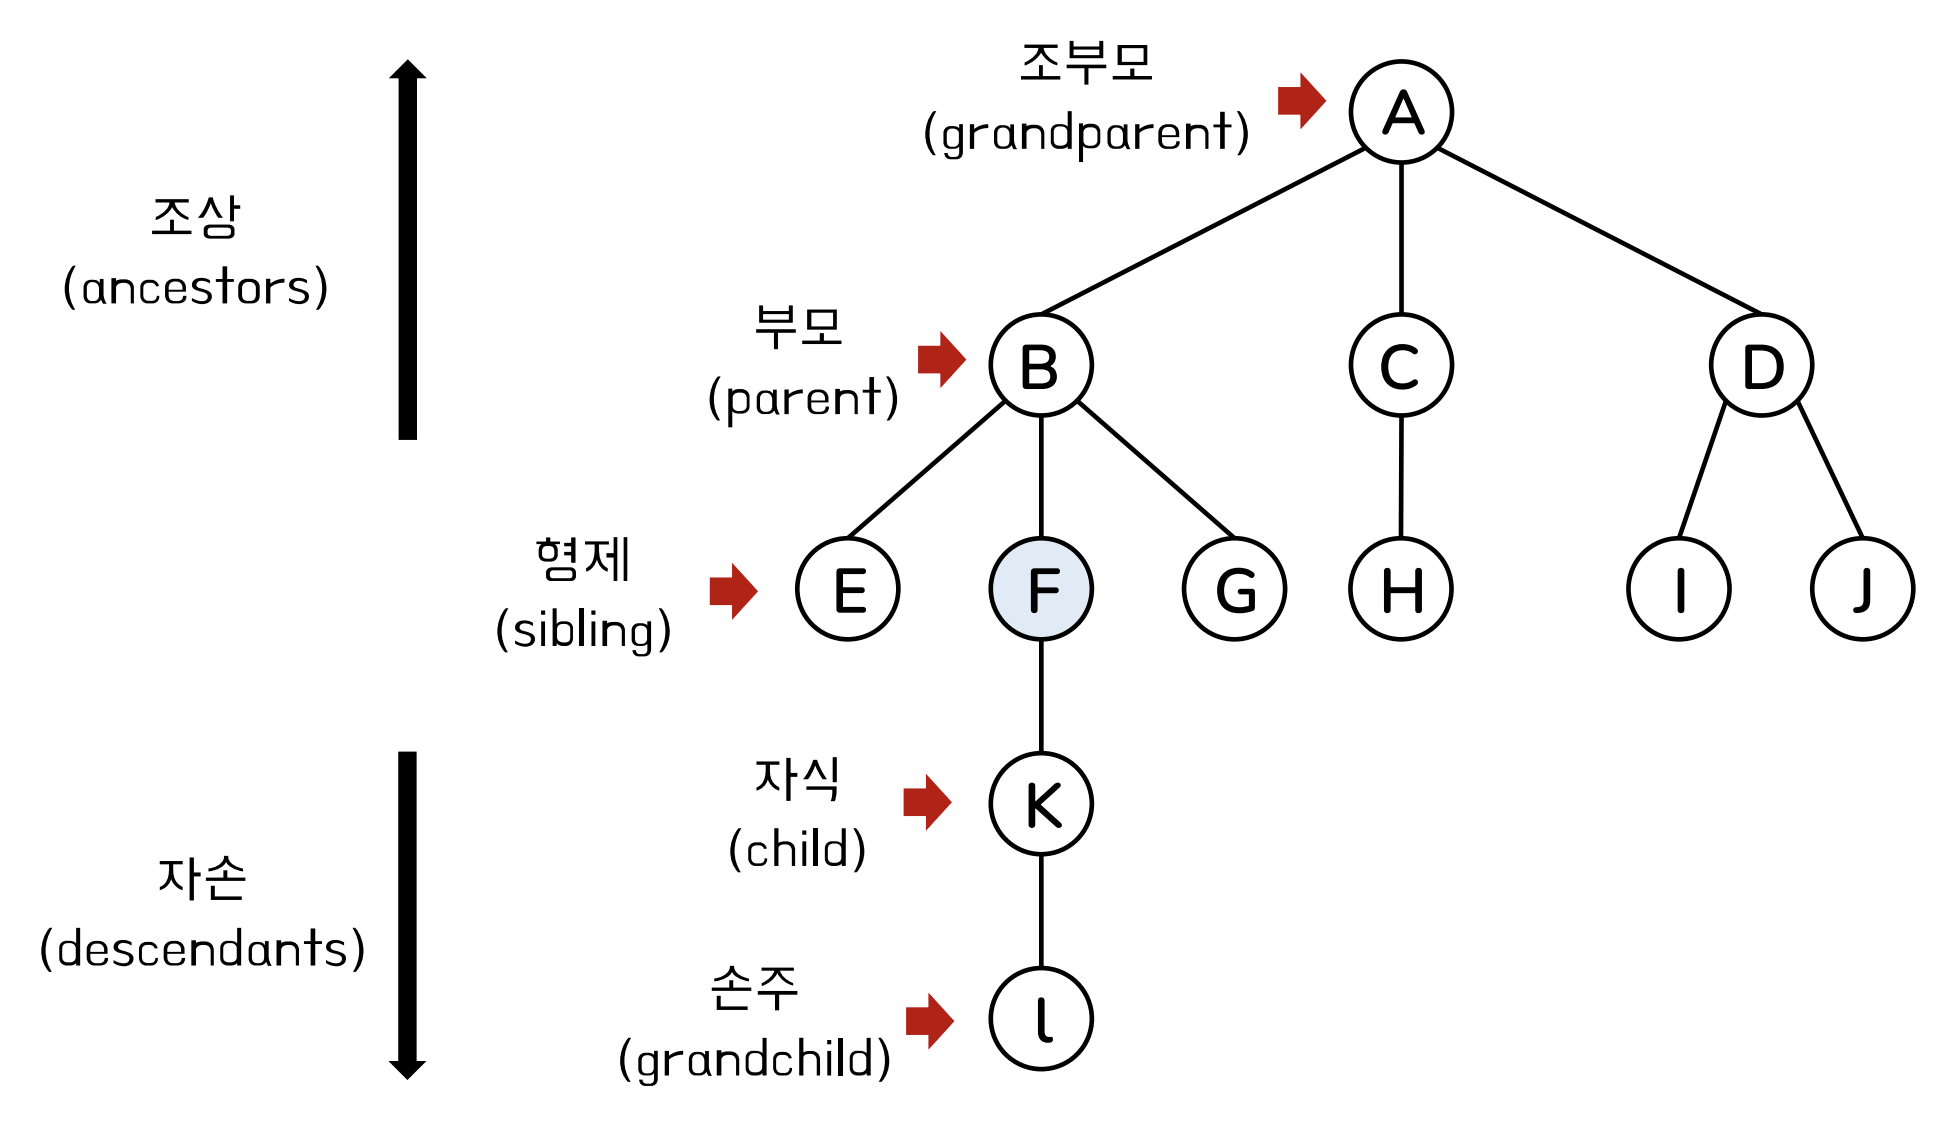 조부모
(grandparent)
A
조상
(ancestors)
부모
(parent)
B
C
D
형제
(sibling)
E
F
G
H
I
J
자식
(child)
K
자손
(descendants)
손주
(grandchild)
l